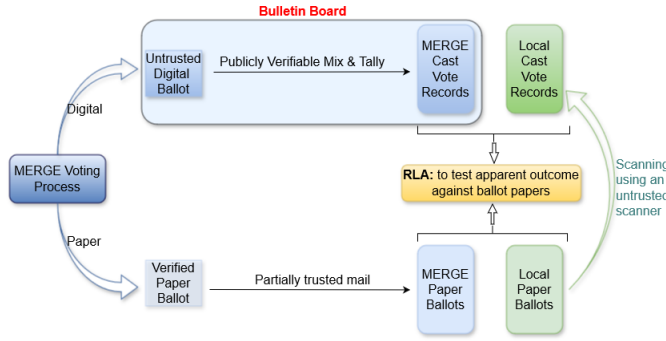 Bulletin Board
Untrusted
Digital
Ballot
Publicly Verifiable Mix & Tally
MERGE
Cast
Vote
Records
Local
Cast
Vote
Records
Digital
MERGE Voting
Process
RLA: to test apparent outcome
against ballot papers
Scanning
using an
untrusted
scanner
Paper
Verified
Paper
Ballot
Partially trusted mail
MERGE
Paper
Ballots
Local
Paper
Ballots